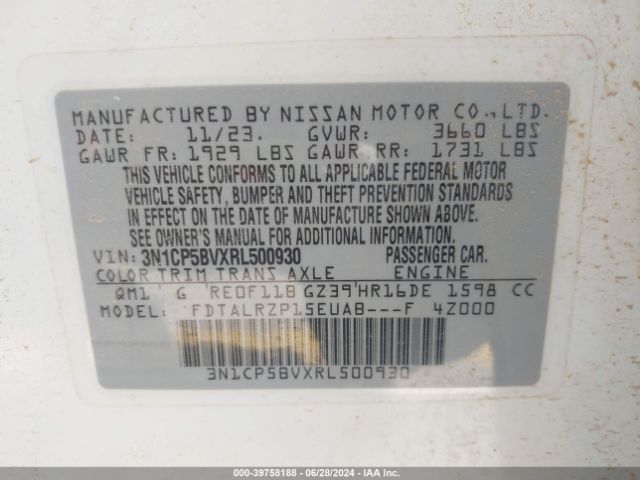 MANUFACTURED BY NISSAN MOTOR CO., LTD.
DATE: 11/23. GVWR: 3660 LBS
GAWR FR: 1929 LBS GAWR RR: 1731 LBS
THIS VEHICLE CONFORMS TO ALL APPLICABLE FEDERAL MOTOR
VEHICLE SAFETY, BUMPER AND THEFT PREVENTION STANDARDS
IN EFFECT ON THE DATE OF MANUFACTURE SHOWN ABOVE.
SEE OWNER'S MANUAL FOR ADDITIONAL INFORMATION.
VIN: 3N1CP5BVXRL500930 PASSENGER CAR.
COLOR TRIM TRANS AXLE ENGINE
QM1 G RE0F11B GZ39 HR16DE 1598 CC
MODEL: FDTALRZP15EUAB---F 4Z000
3N1CP5BVXRL500930
000-39758188 - 06/28/2024 - IAAI.com